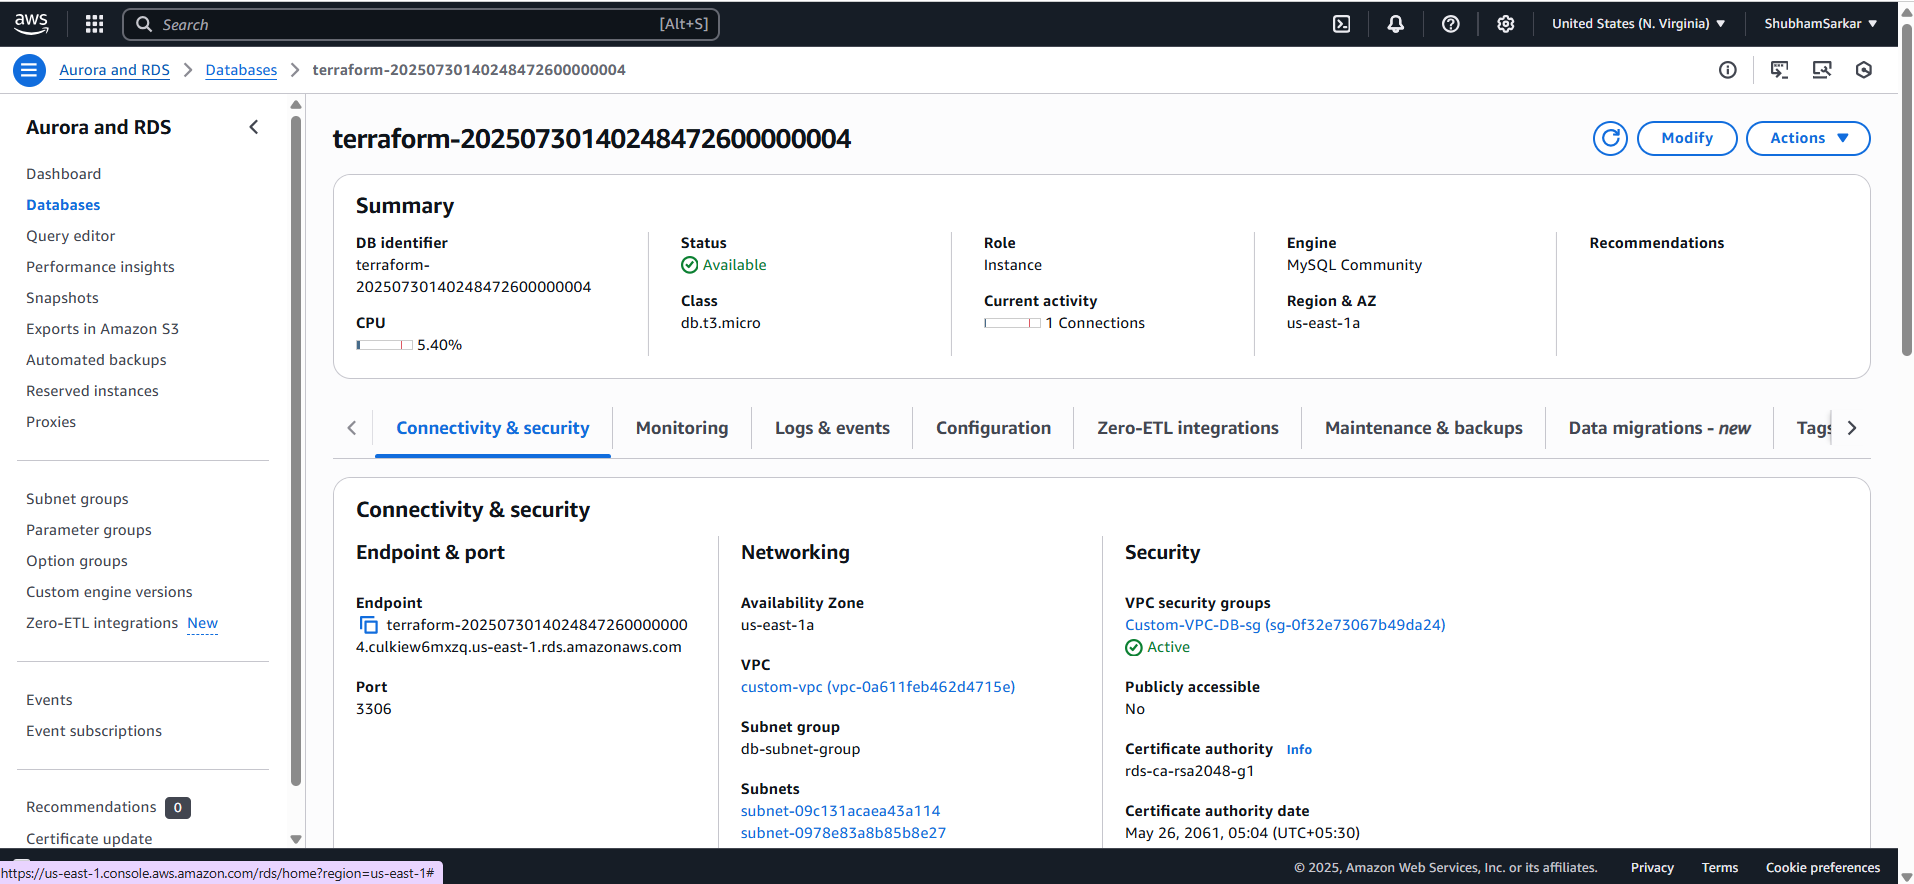 aws
Search [Alt+S]
United States (N. Virginia)
ShubhamSarkar
Aurora and RDS
Databases
terraform-20250730140248472600000004
Aurora and RDS
Dashboard
Databases
Query editor
Performance insights
Snapshots
Exports in Amazon S3
Automated backups
Reserved instances
Proxies
Subnet groups
Parameter groups
Option groups
Custom engine versions
Zero-ETL integrations New
Events
Event subscriptions
Recommendations 0
Certificate update
terraform-20250730140248472600000004
Modify
Actions
Summary
DB identifier
terraform-
20250730140248472600000004
CPU
5.40%
Status
Available
Class
db.t3.micro
Role
Instance
Current activity
1 Connections
Engine
MySQL Community
Region & AZ
us-east-1a
Recommendations
Connectivity & security
Monitoring
Logs & events
Configuration
Zero-ETL integrations
Maintenance & backups
Data migrations - new
Tags
Connectivity & security
Endpoint & port
Endpoint
terraform-2025073014024847260000000
4.culkiew6mxzq.us-east-1.rds.amazonaws.com
Port
3306
Networking
Availability Zone
us-east-1a
VPC
custom-vpc (vpc-0a611feb462d4715e)
Subnet group
db-subnet-group
Subnets
subnet-09c131acaea43a114
subnet-0978e83a8b85b8e27
Security
VPC security groups
Custom-VPC-DB-sg (sg-0f32e73067b49da24)
Active
Publicly accessible
No
Certificate authority Info
rds-ca-rsa2048-g1
Certificate authority date
May 26, 2061, 05:04 (UTC+05:30)
https://us-east-1.console.aws.amazon.com/rds/home?region=us-east-1#
© 2025, Amazon Web Services, Inc. or its affiliates.
Privacy
Terms
Cookie preferences